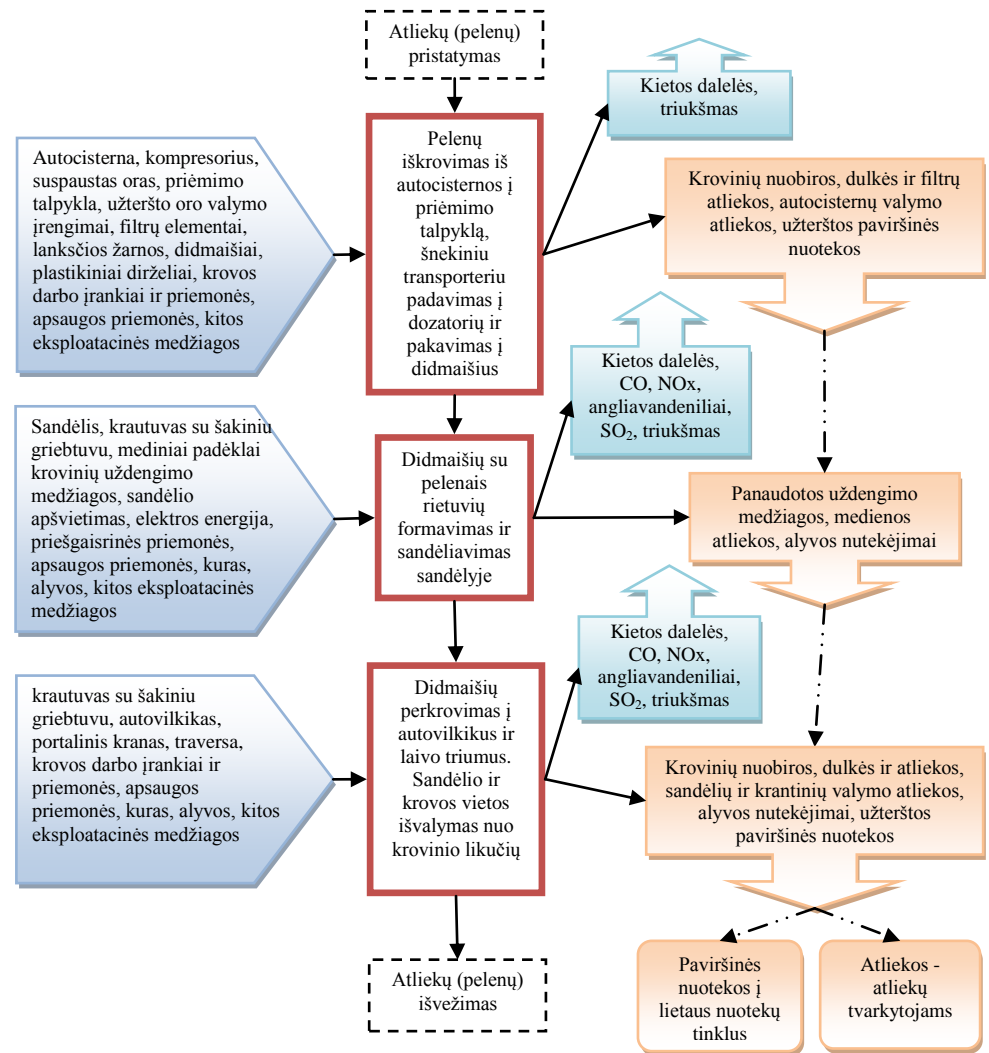 Atliekų (pelenų)
pristatymas
Kietos dalelės,
triukšmas
Autocisterna, kompresorius,
suspaustas oras, priėmimo
talpykla, užteršto oro valymo
įrengimai, filtrų elementai,
lanksčios žarnos, didmaišiai,
plastikiniai dirželiai, krovos
darbo įrankiai ir priemonės,
apsaugos priemonės, kitos
eksploatacinės medžiagos
Pelenų
iškrovimas iš
autocisternos į
priėmimo
talpyklą,
šnekiniu
transporteriu
padavimas į
dozatorių ir
pakavimas į
didmaišius
Krovinių nuobiros, dulkės ir filtrų
atliekos, autocisternų valymo
atliekos, užterštos paviršinės
nuotekos
Kietos dalelės,
CO, NOx,
angliavandeniliai,
SO₂, triukšmas
Sandėlis, krautuvas su šakiniu
griebtuvu, mediniai padėklai
krovinių uždengimo
medžiagos, sandėlio
apšvietimas, elektros energija,
priešgaisrinės priemonės,
apsaugos priemonės, kuras,
alyvos, kitos eksploatacinės
medžiagos
Didmaišių su
pelenais
rietuvių
formavimas ir
sandėliavimas
sandėlyje
Panaudotos uždengimo
medžiagos, medienos
atliekos, alyvos nutekėjimai
Kietos dalelės,
CO, NOx,
angliavandeniliai,
SO₂, triukšmas
krautuvas su šakiniu
griebtuvu, autovilkikas,
portalinis kranas, traversa,
krovos darbo įrankiai ir
priemonės, apsaugos
priemonės, kuras, alyvos, kitos
eksploatacinės medžiagos
Didmaišių
perkrovimas į
autovilkikus ir
laivo triumus.
Sandėlio ir
krovos vietos
išvalymas nuo
krovinio likučių
Krovinių nuobiros, dulkės ir atliekos,
sandėlių ir krantinių valymo atliekos,
alyvos nutekėjimai, užterštos
paviršinės nuotekos
Atliekų (pelenų)
išvežimas
Paviršinės
nuotekos į
lietaus nuotekų
tinklus
Atliekos -
atliekų
tvarkytojams